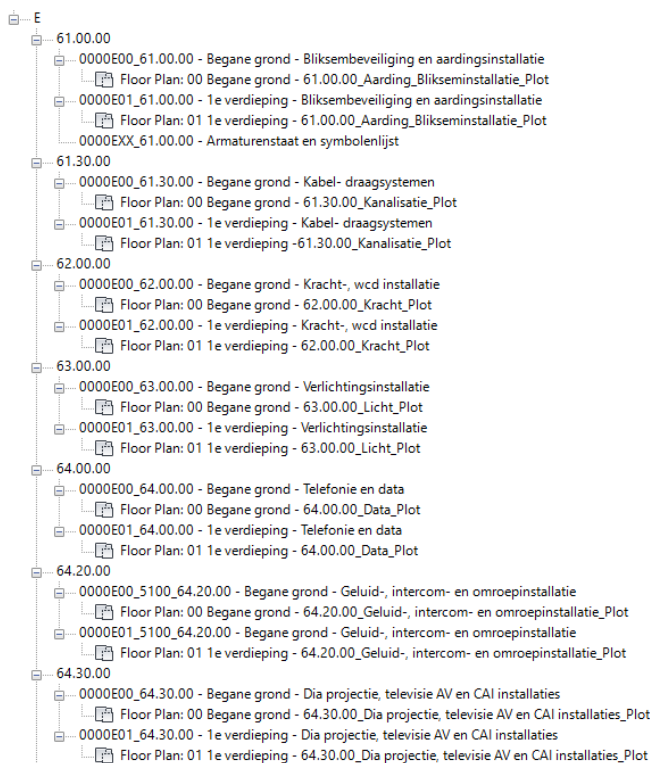 E
61.00.00
0000E00_61.00.00 - Begane grond - Bliksembeveiliging en aardingsinstallatie
Floor Plan: 00 Begane grond - 61.00.00_Aarding_Blikseminstallatie_Plot
0000E01_61.00.00 - 1e verdieping - Bliksembeveiliging en aardingsinstallatie
Floor Plan: 01 1e verdieping - 61.00.00_Aarding_Blikseminstallatie_Plot
0000EXX_61.00.00 - Armaturenstaat en symbolenlijst
61.30.00
0000E00_61.30.00 - Begane grond - Kabel- draagsystemen
Floor Plan: 00 Begane grond - 61.30.00_Kanalisatie_Plot
0000E01_61.30.00 - 1e verdieping - Kabel- draagsystemen
Floor Plan: 01 1e verdieping -61.30.00_Kanalisatie_Plot
62.00.00
0000E00_62.00.00 - Begane grond - Kracht-, wcd installatie
Floor Plan: 00 Begane grond - 62.00.00_Kracht_Plot
0000E01_62.00.00 - 1e verdieping - Kracht-, wcd installatie
Floor Plan: 01 1e verdieping - 62.00.00_Kracht_Plot
63.00.00
0000E00_63.00.00 - Begane grond - Verlichtingsinstallatie
Floor Plan: 00 Begane grond - 63.00.00_Licht_Plot
0000E01_63.00.00 - 1e verdieping - Verlichtingsinstallatie
Floor Plan: 01 1e verdieping - 63.00.00_Licht_Plot
64.00.00
0000E00_64.00.00 - Begane grond - Telefonie en data
Floor Plan: 00 Begane grond - 64.00.00_Data_Plot
0000E01_64.00.00 - 1e verdieping - Telefonie en data
Floor Plan: 01 1e verdieping - 64.00.00_Data_Plot
64.20.00
0000E00_5100_64.20.00 - Begane grond - Geluid-, intercom- en omroepinstallatie
Floor Plan: 00 Begane grond - 64.20.00_Geluid-, intercom- en omroepinstallatie_Plot
0000E01_5100_64.20.00 - Begane grond - Geluid-, intercom- en omroepinstallatie
Floor Plan: 01 1e verdieping - 64.20.00_Geluid-, intercom- en omroepinstallatie_Plot
64.30.00
0000E00_64.30.00 - Begane grond - Dia projectie, televisie AV en CAI installaties
Floor Plan: 00 Begane grond - 64.30.00_Dia projectie, televisie AV en CAI installaties_Plot
0000E01_64.30.00 - 1e verdieping - Dia projectie, televisie AV en CAI installaties
Floor Plan: 01 1e verdieping - 64.30.00_Dia projectie, televisie AV en CAI installaties_Plot